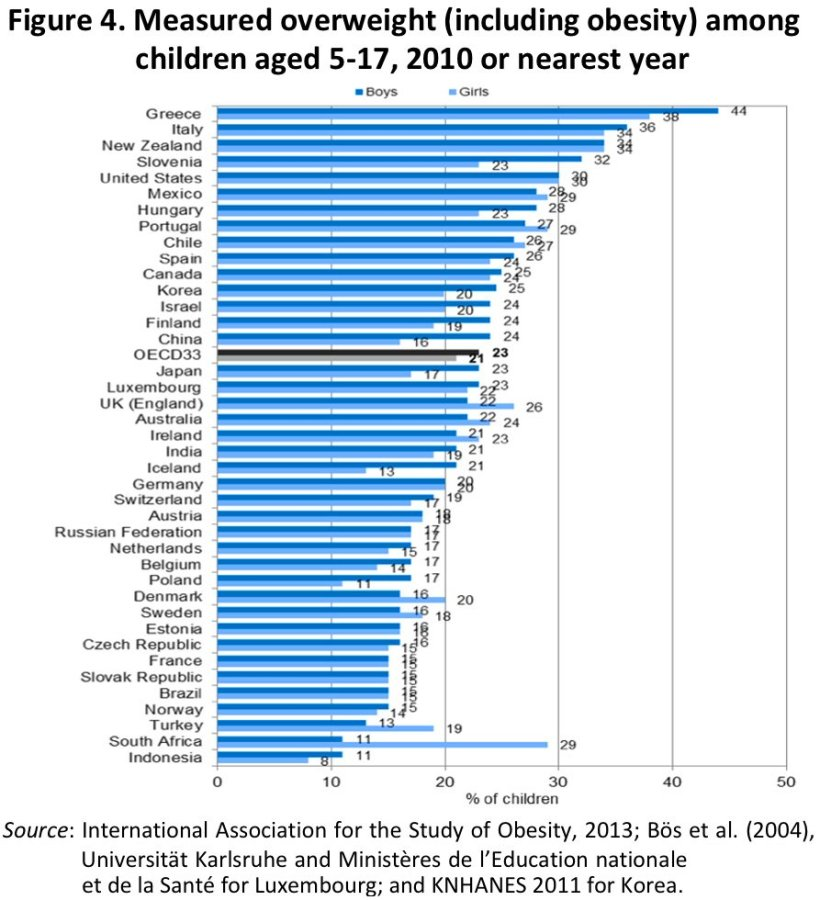 Figure 4. Measured overweight (including obesity) among
children aged 5-17, 2010 or nearest year
Boys Girls
Greece 44 38
Italy 36 34
New Zealand 34 34
Slovenia 32 23
United States 30 30
Mexico 28 29
Hungary 28 23
Portugal 27 29
Chile 26 27
Spain 26 24
Canada 25 24
Korea 25 20
Israel 24 20
Finland 24 19
China 24 16
OECD33 23 21
Japan 23 17
Luxembourg 23 22
UK (England) 22 26
Australia 22 24
Ireland 21 23
India 21 19
Iceland 21 13
Germany 20 20
Switzerland 19 17
Austria 18 18
Russian Federation 17 17
Netherlands 17 15
Belgium 17 14
Poland 17 11
Denmark 16 20
Sweden 16 18
Estonia 16 16
Czech Republic 16 15
France 15 15
Slovak Republic 15 15
Brazil 15 15
Norway 15 14
Turkey 13 19
South Africa 11 29
Indonesia 11 8
0 10 20 30 40 50
% of children
Source: International Association for the Study of Obesity, 2013; Bös et al. (2004),
Universität Karlsruhe and Ministères de l’Education nationale
et de la Santé for Luxembourg; and KNHANES 2011 for Korea.